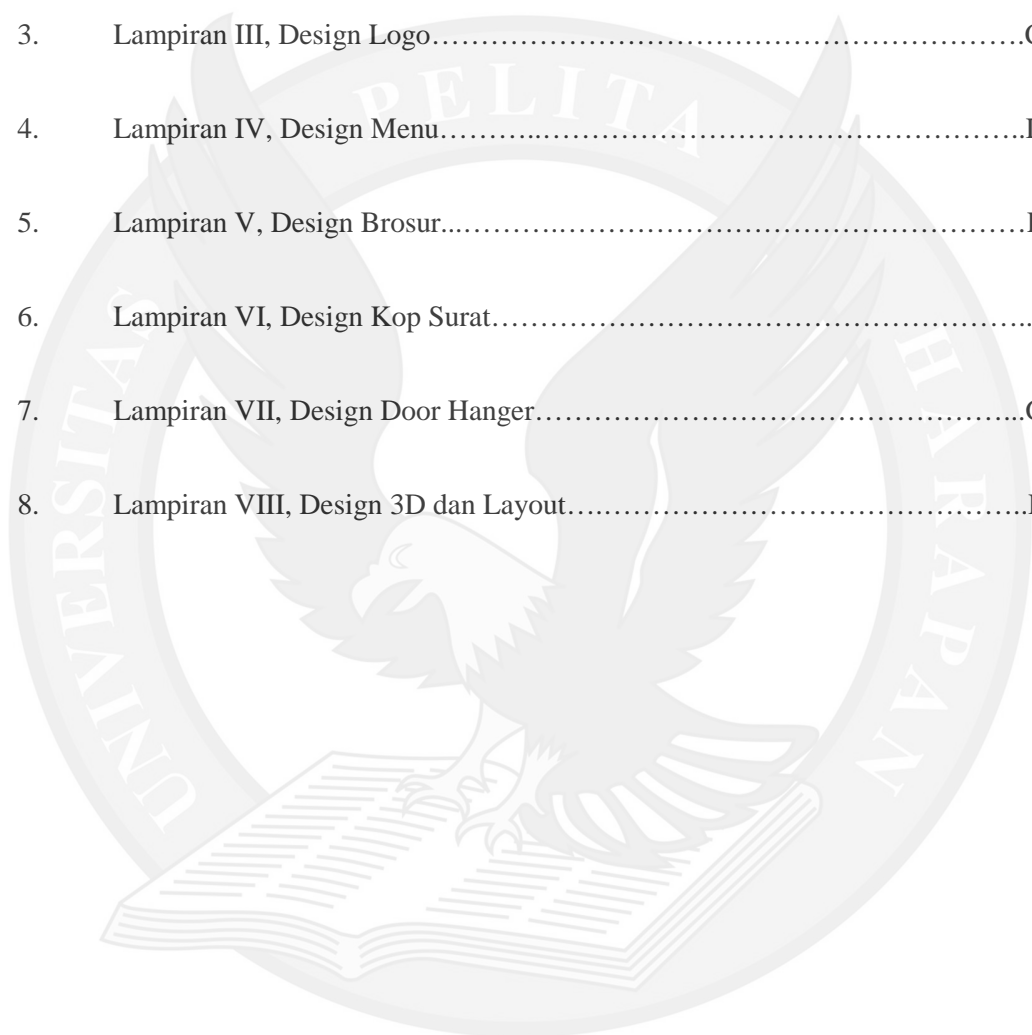 3. Lampiran III, Design Logo……………………………………………………….
4. Lampiran IV, Design Menu………..…………………………………………….
5. Lampiran V, Design Brosur...……….……………………………………………
6. Lampiran VI, Design Kop Surat………………………………………………..
7. Lampiran VII, Design Door Hanger…………………………………………...
8. Lampiran VIII, Design 3D dan Layout….……………………………………..
UNIVERSITAS PELITA HARAPAN